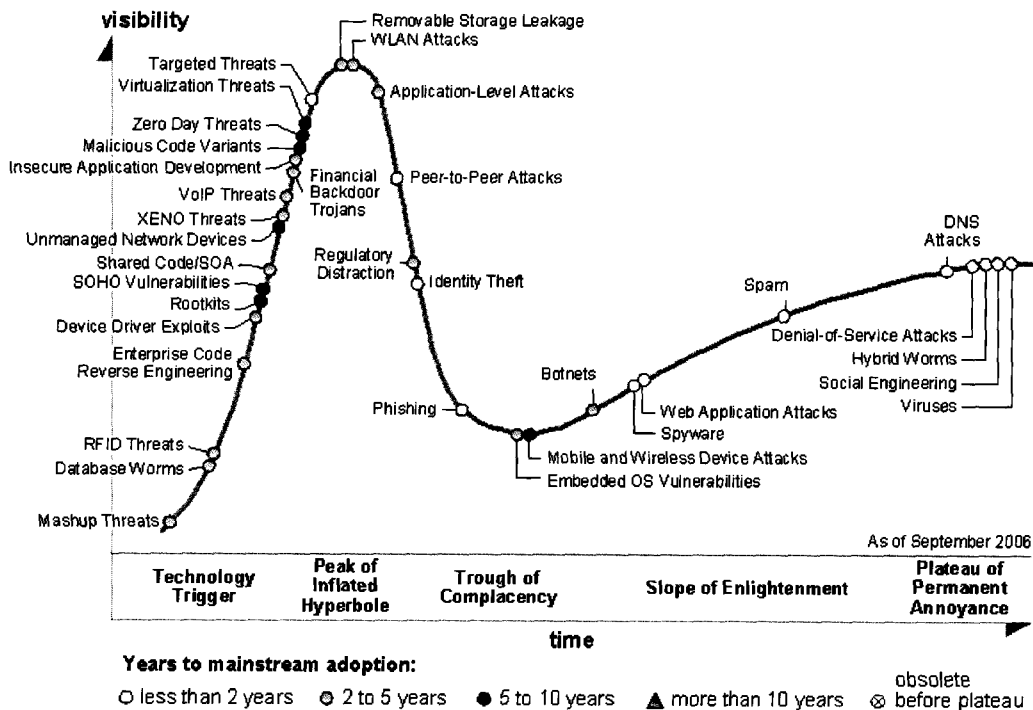 visibility
Removable Storage Leakage
WLAN Attacks
Targeted Threats
Virtualization Threats
Application-Level Attacks
Zero Day Threats
Malicious Code Variants
Insecure Application Development
Financial
Backdoor
Trojans
Peer-to-Peer Attacks
VoIP Threats
XENO Threats
Unmanaged Network Devices
DNS
Attacks
Shared Code/SOA
Regulatory
Distraction
SOHO Vulnerabilities
Identity Theft
Spam
Rootkits
Device Driver Exploits
Denial-of-Service Attacks
Enterprise Code
Reverse Engineering
Hybrid Worms
Botnets
Social Engineering
Phishing
Web Application Attacks
Viruses
Spyware
RFID Threats
Mobile and Wireless Device Attacks
Database Worms
Embedded OS Vulnerabilities
Mashup Threats
As of September 2006
Technology
Trigger
Peak of
Inflated
Hyperbole
Trough of
Complacency
Slope of Enlightenment
Plateau of
Permanent
Annoyance
time
Years to mainstream adoption:
less than 2 years
2 to 5 years
5 to 10 years
more than 10 years
obsolete
before plateau